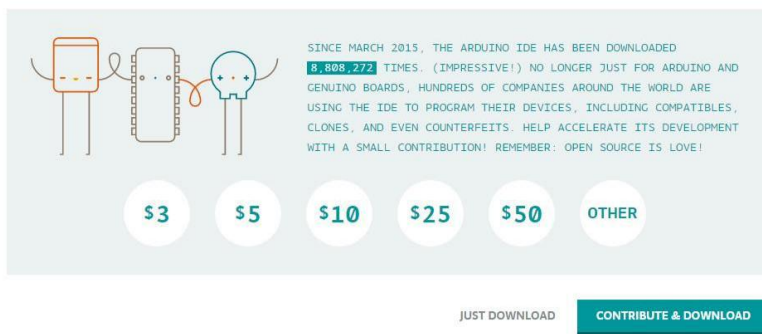 SINCE MARCH 2015, THE ARDUINO IDE HAS BEEN DOWNLOADED
8,808,272 TIMES. (IMPRESSIVE!) NO LONGER JUST FOR ARDUINO AND
GENUINO BOARDS, HUNDREDS OF COMPANIES AROUND THE WORLD ARE
USING THE IDE TO PROGRAM THEIR DEVICES, INCLUDING COMPATIBLES,
CLONES, AND EVEN COUNTERFEITS. HELP ACCELERATE ITS DEVELOPMENT
WITH A SMALL CONTRIBUTION! REMEMBER: OPEN SOURCE IS LOVE!
$3 $5 $10 $25 $50 OTHER
JUST DOWNLOAD CONTRIBUTE & DOWNLOAD